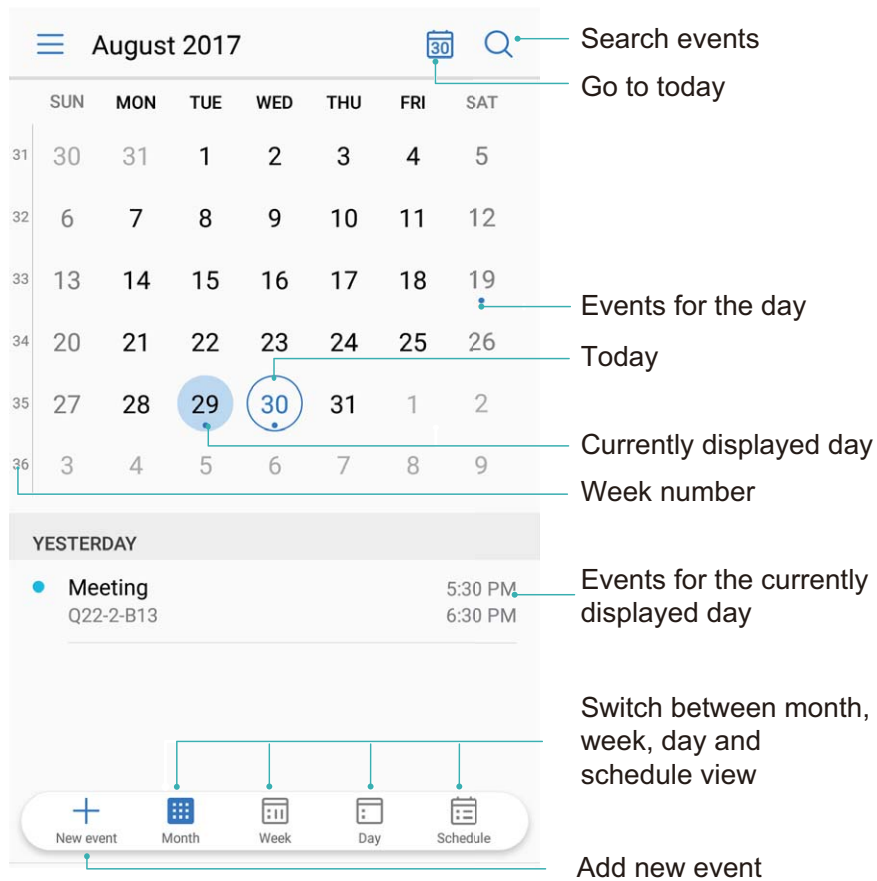 August 2017
30
Search events
Go to today
SUN MON TUE WED THU FRI SAT
31 30 31 1 2 3 4 5
32 6 7 8 9 10 11 12
33 13 14 15 16 17 18 19
Events for the day
34 20 21 22 23 24 25 26
Today
35 27 28 29 30 31 1 2
Currently displayed day
36 3 4 5 6 7 8 9
Week number
YESTERDAY
Meeting 5:30 PM
Q22-2-B13 6:30 PM
Events for the currently
displayed day
Switch between month,
week, day and
schedule view
New event Month Week Day Schedule
Add new event